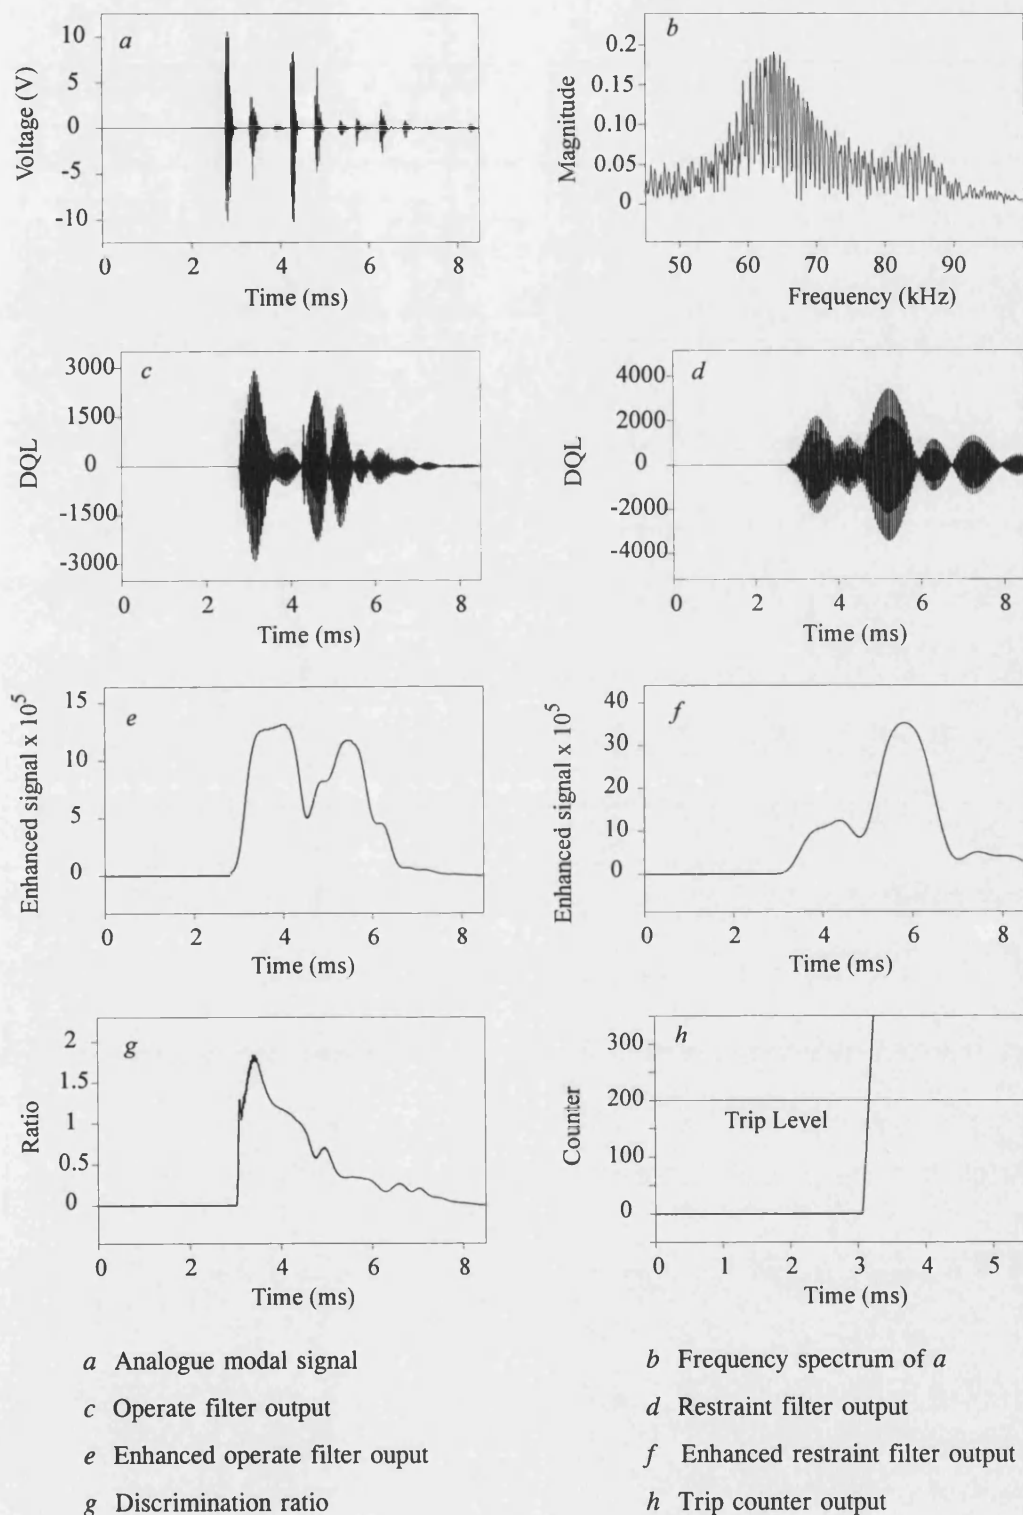 a
10
5
0
-5
-10
Voltage (V)
0 2 4 6 8
Time (ms)
b
0.2
0.15
0.10
0.05
0
Magnitude
50 60 70 80 90
Frequency (kHz)
c
3000
1500
0
-1500
-3000
DQL
0 2 4 6 8
Time (ms)
d
4000
2000
0
-2000
-4000
DQL
0 2 4 6 8
Time (ms)
e
15
10
5
0
Enhanced signal x 10⁵
0 2 4 6 8
Time (ms)
f
40
30
20
10
0
Enhanced signal x 10⁵
0 2 4 6 8
Time (ms)
g
2
1.5
1
0.5
0
Ratio
0 2 4 6 8
Time (ms)
h
300
200
100
0
Counter
Trip Level
0 1 2 3 4 5
Time (ms)
a Analogue modal signal
b Frequency spectrum of a
c Operate filter output
d Restraint filter output
e Enhanced operate filter ouput
f Enhanced restraint filter output
g Discrimination ratio
h Trip counter output